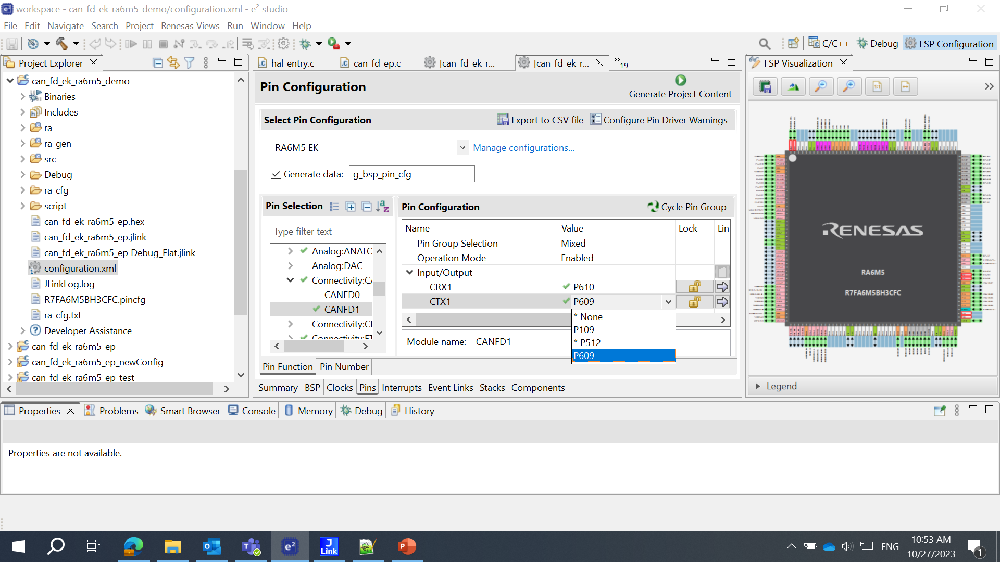 workspace - can_fd_ek_ra6m5_demo/configuration.xml - e² studio
File Edit Navigate Search Project Renesas Views Run Window Help
C/C++ Debug FSP Configuration
Project Explorer
hal_entry.c can_fd_ep.c [can_fd_ek_r... [can_fd_ek_r... »19
FSP Visualization
can_fd_ek_ra6m5_demo
Binaries
Includes
ra
ra_gen
src
Debug
ra_cfg
script
can_fd_ek_ra6m5_ep.hex
can_fd_ek_ra6m5_ep.jlink
can_fd_ek_ra6m5_ep Debug_Flat.jlink
configuration.xml
JLinkLog.log
R7FA6M5BH3CFC.pincfg
ra_cfg.txt
Developer Assistance
can_fd_ek_ra6m5_ep
can_fd_ek_ra6m5_ep_newConfig
can_fd_ek_ra6m5_ep_test
Pin Configuration
Generate Project Content
Select Pin Configuration
Export to CSV file Configure Pin Driver Warnings
RA6M5 EK Manage configurations...
Generate data: g_bsp_pin_cfg
Pin Selection
Type filter text
Analog:ANALC
Analog:DAC
Connectivity:CA
CANFD0
CANFD1
Connectivity:CE
Connectivity:ET
Pin Configuration Cycle Pin Group
Name Value Lock Lin
Pin Group Selection Mixed
Operation Mode Enabled
Input/Output
CRX1 P610
CTX1 P609
* None
P109
* P512
P609
Module name: CANFD1
Pin Function Pin Number
Summary BSP Clocks Pins Interrupts Event Links Stacks Components
RENESAS
RA6M5
R7FA6M5BH3CFC
Legend
Properties Problems Smart Browser Console Memory Debug History
Properties are not available.
ENG
10:53 AM
10/27/2023
1
J
Link